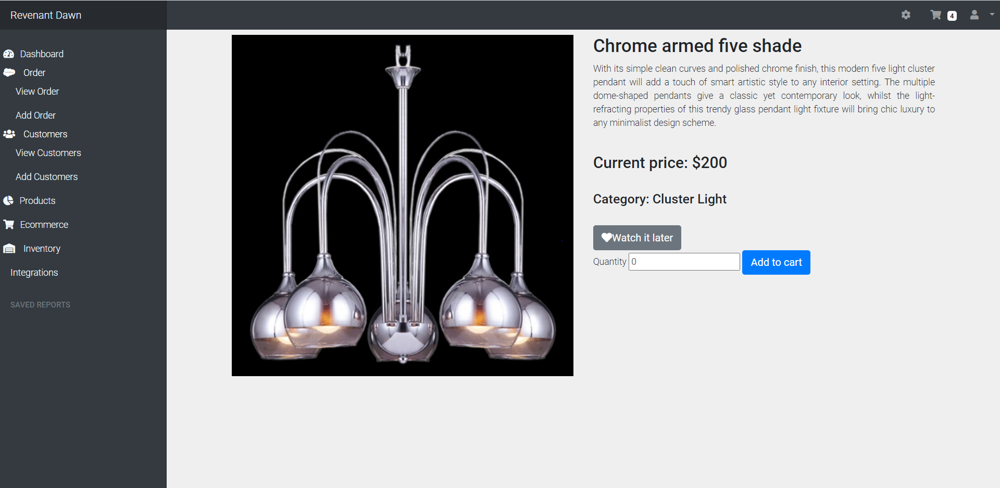 Revenant Dawn
4
Dashboard
Order
View Order
Add Order
Customers
View Customers
Add Customers
Products
Ecommerce
Inventory
Integrations
SAVED REPORTS
Chrome armed five shade
With its simple clean curves and polished chrome finish, this modern five light cluster
pendant will add a touch of smart artistic style to any interior setting. The multiple
dome-shaped pendants give a classic yet contemporary look, whilst the light-
refracting properties of this trendy glass pendant light fixture will bring chic luxury to
any minimalist design scheme.
Current price: $200
Category: Cluster Light
Watch it later
Quantity 0 Add to cart